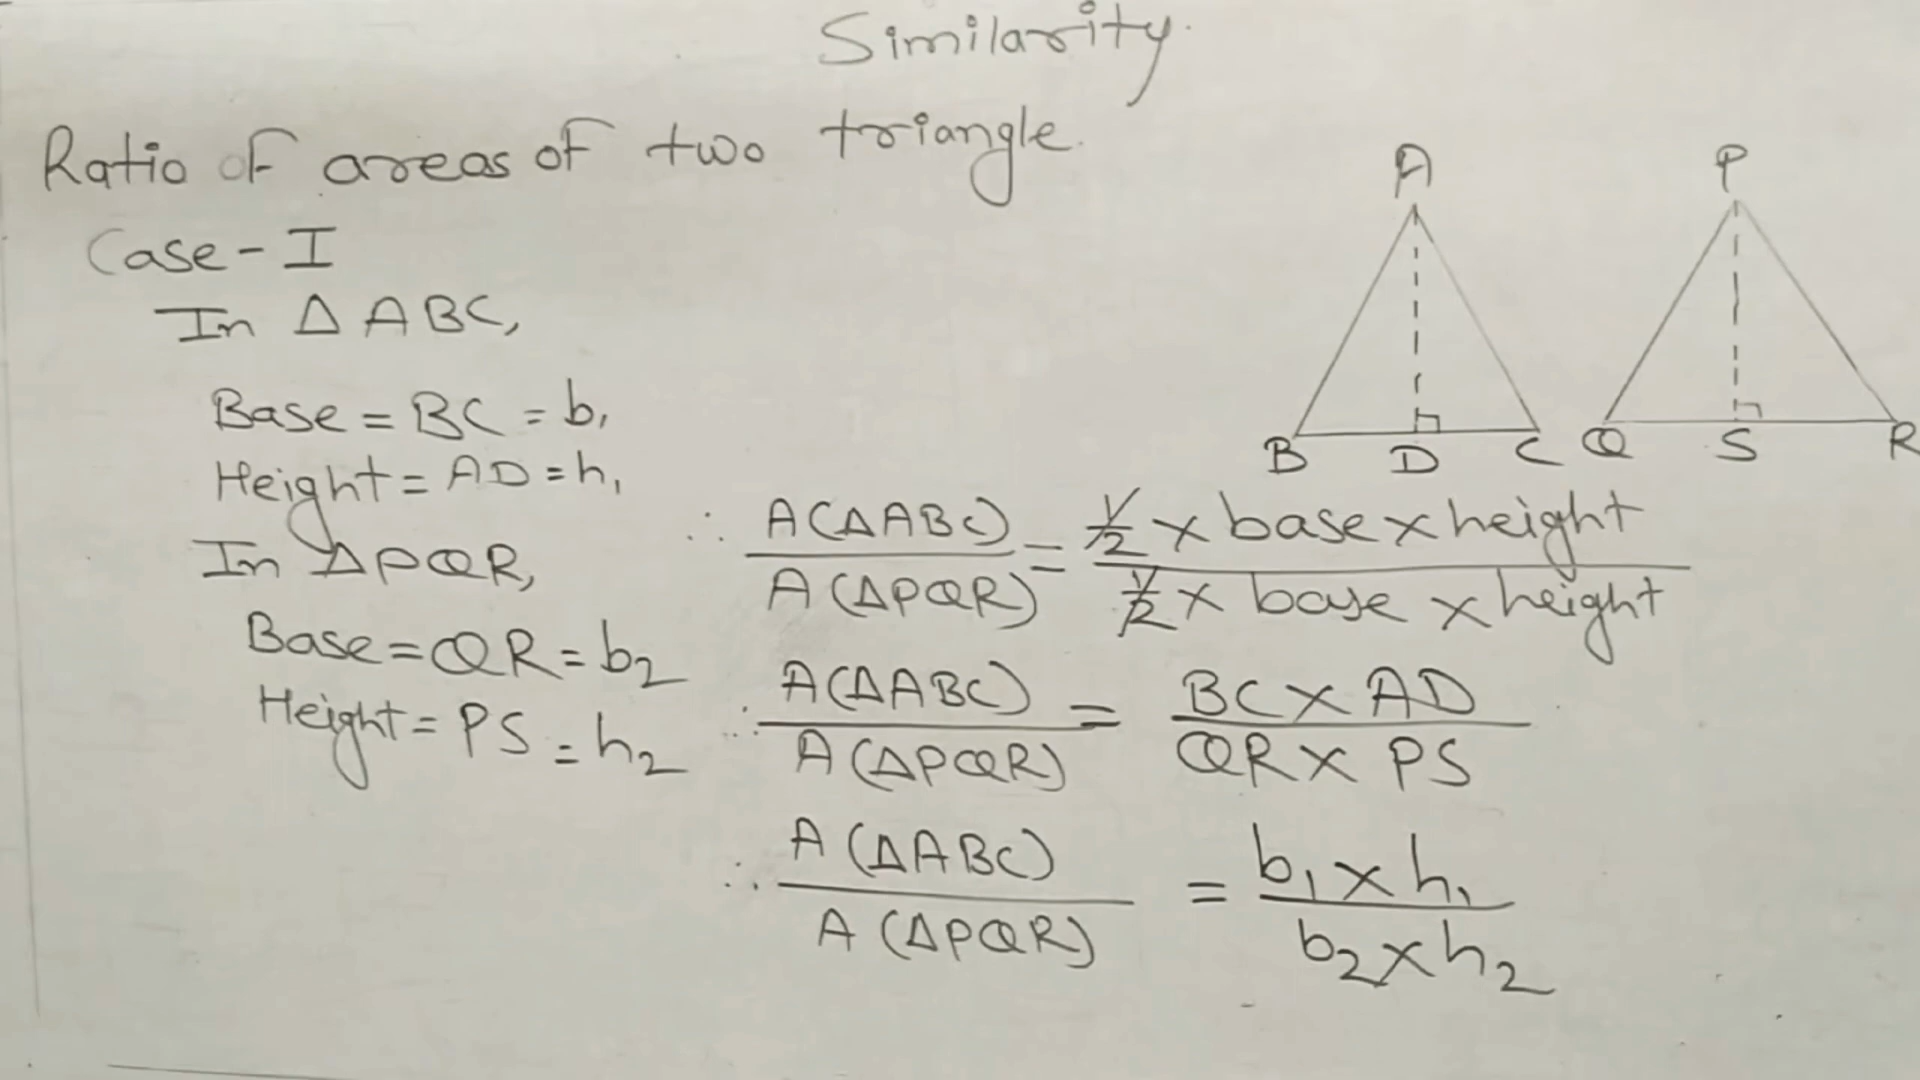 Similarity.
Ratio of areas of two triangle.
Case - I
In Δ ABC,
Base = BC = b₁
Height = AD = h₁
In ΔPQR,
Base = QR = b₂
Height = PS = h₂
A P
B D C Q S R
∴ A(ΔABC) / A(ΔPQR) = 1/2 × base × height / 1/2 × base × height
∴ A(ΔABC) / A(ΔPQR) = BC × AD / QR × PS
∴ A(ΔABC) / A(ΔPQR) = b₁ × h₁ / b₂ × h₂